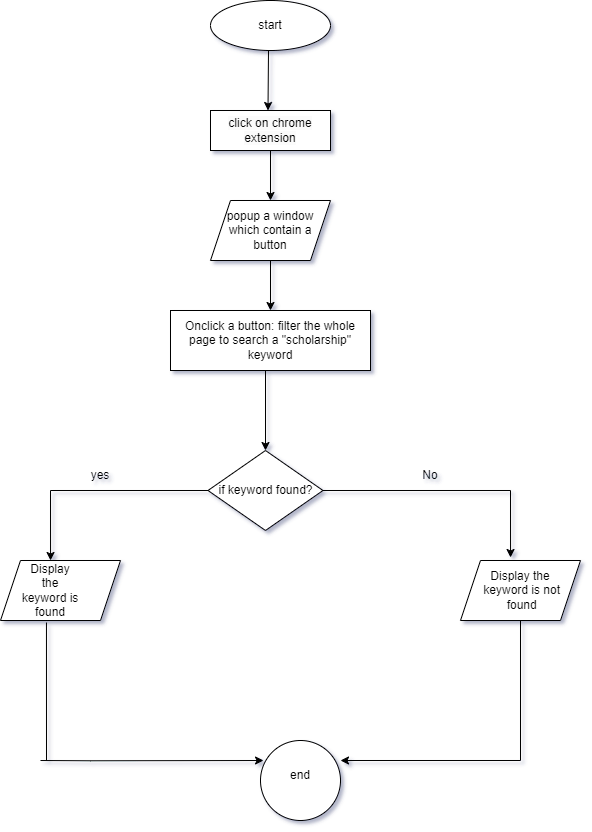 start
click on chrome
extension
popup a window
which contain a
button
Onclick a button: filter the whole
page to search a "scholarship"
keyword
yes
No
if keyword found?
Display
the
keyword is
found
Display the
keyword is not
found
end